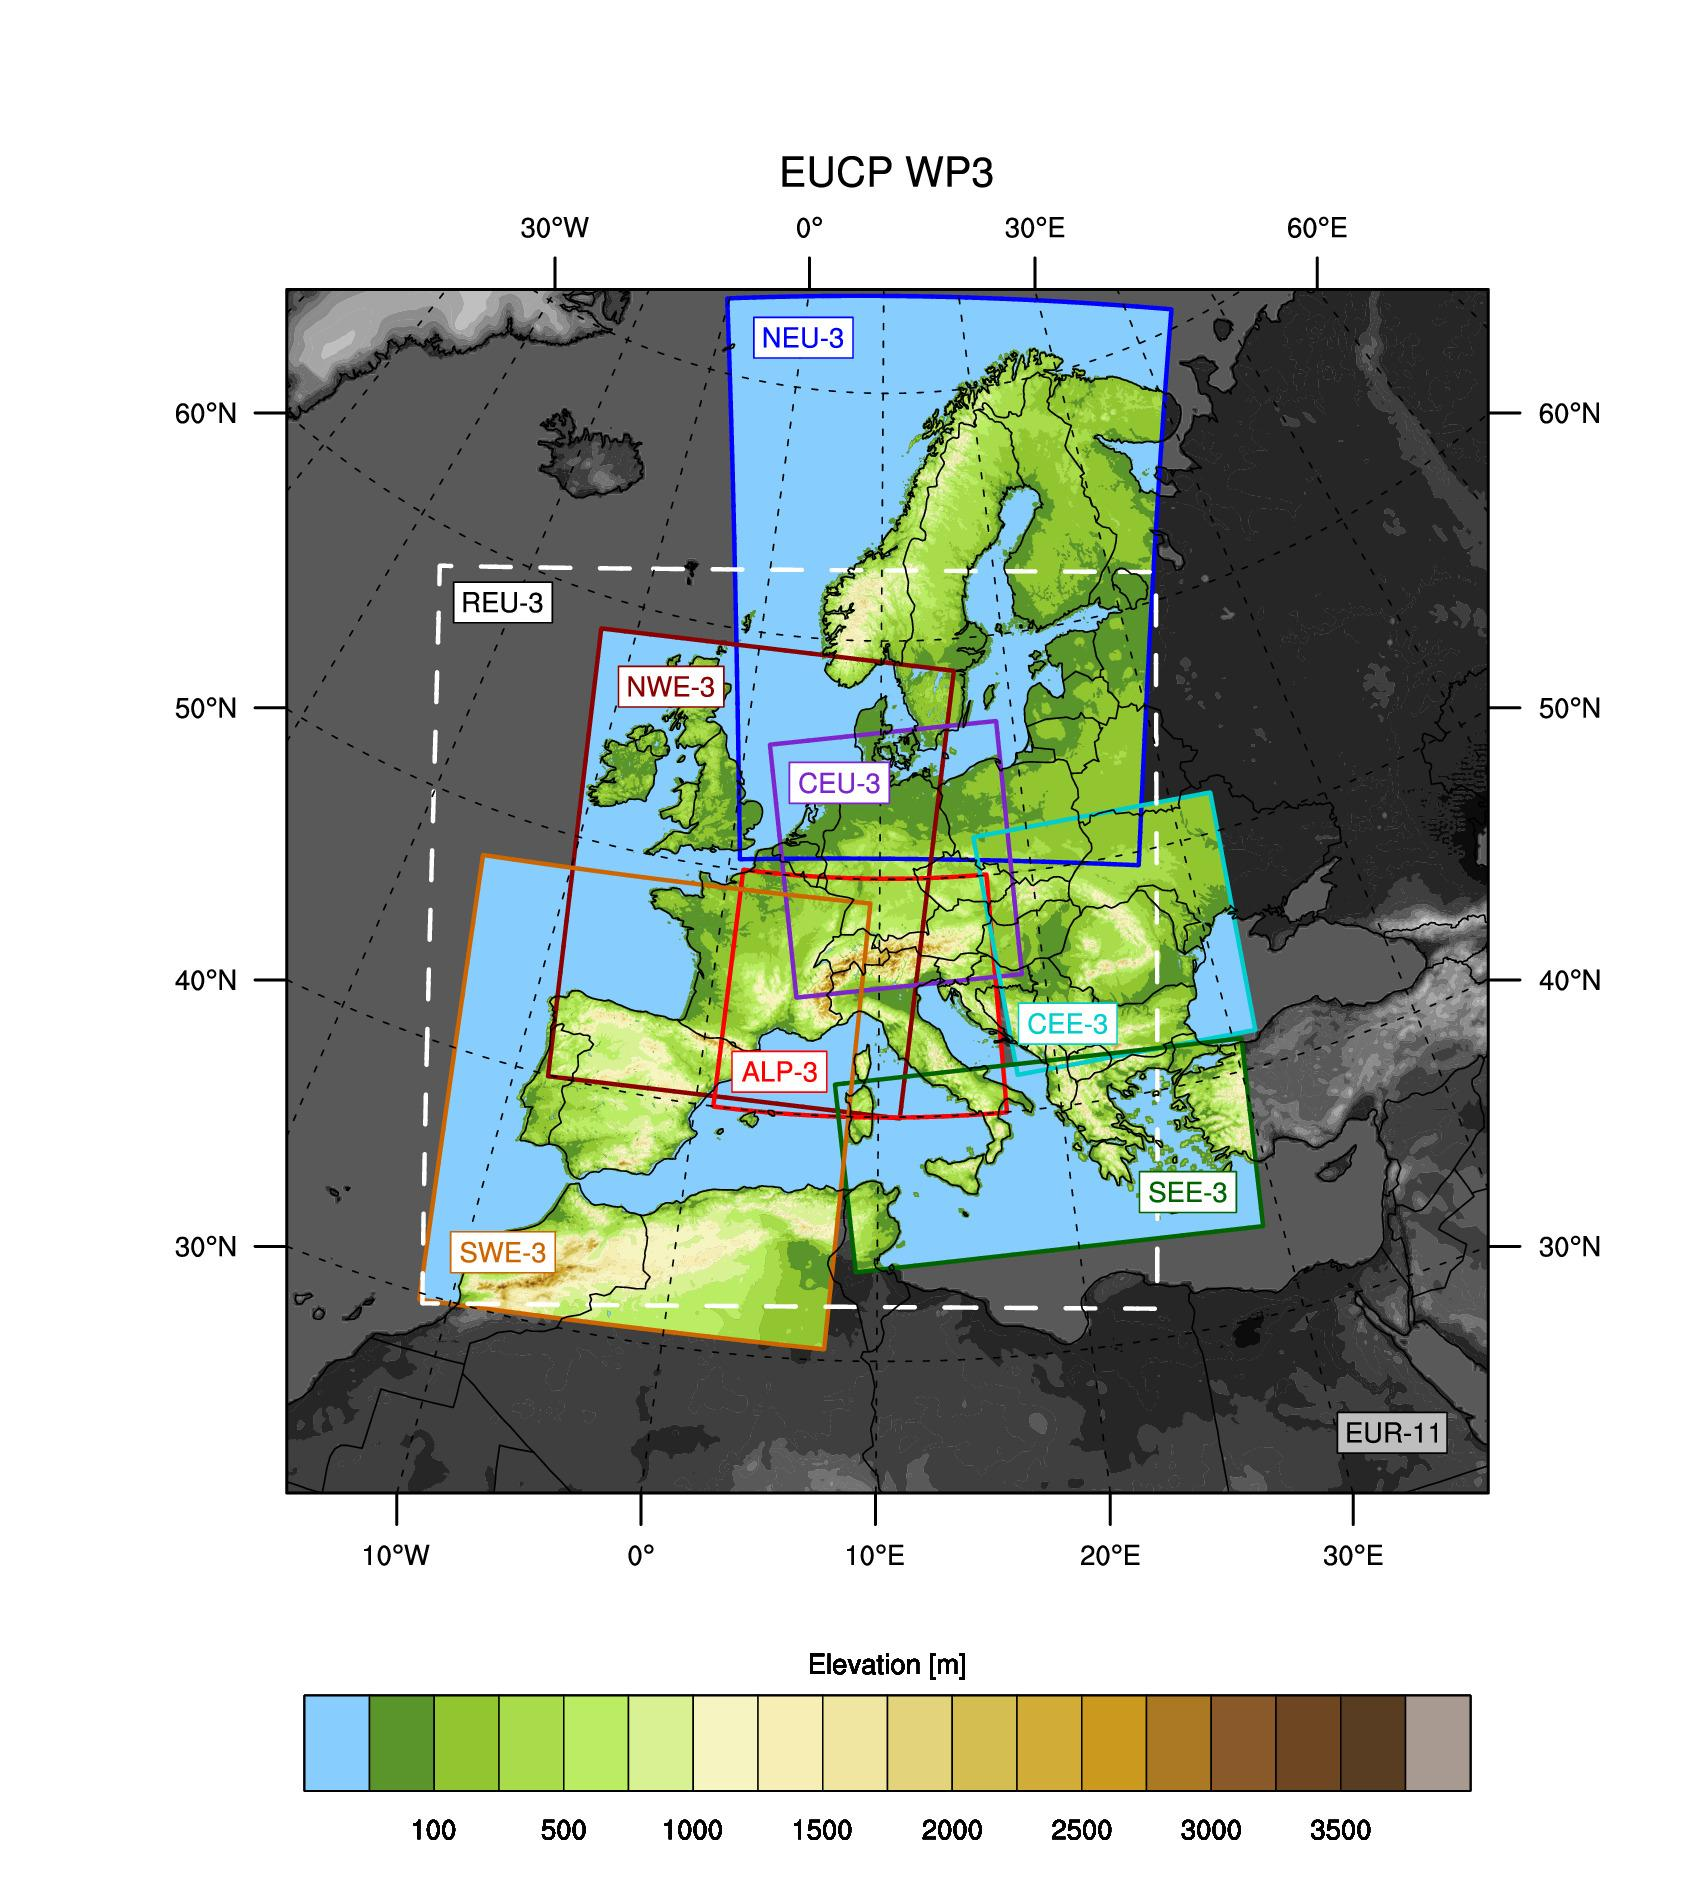 EUCP WP3
30°W 0° 30°E 60°E
NEU-3
60°N 60°N
REU-3
NWE-3
50°N 50°N
CEU-3
40°N 40°N
CEE-3
ALP-3
SEE-3
30°N SWE-3 30°N
EUR-11
10°W 0° 10°E 20°E 30°E
Elevation [m]
100 500 1000 1500 2000 2500 3000 3500